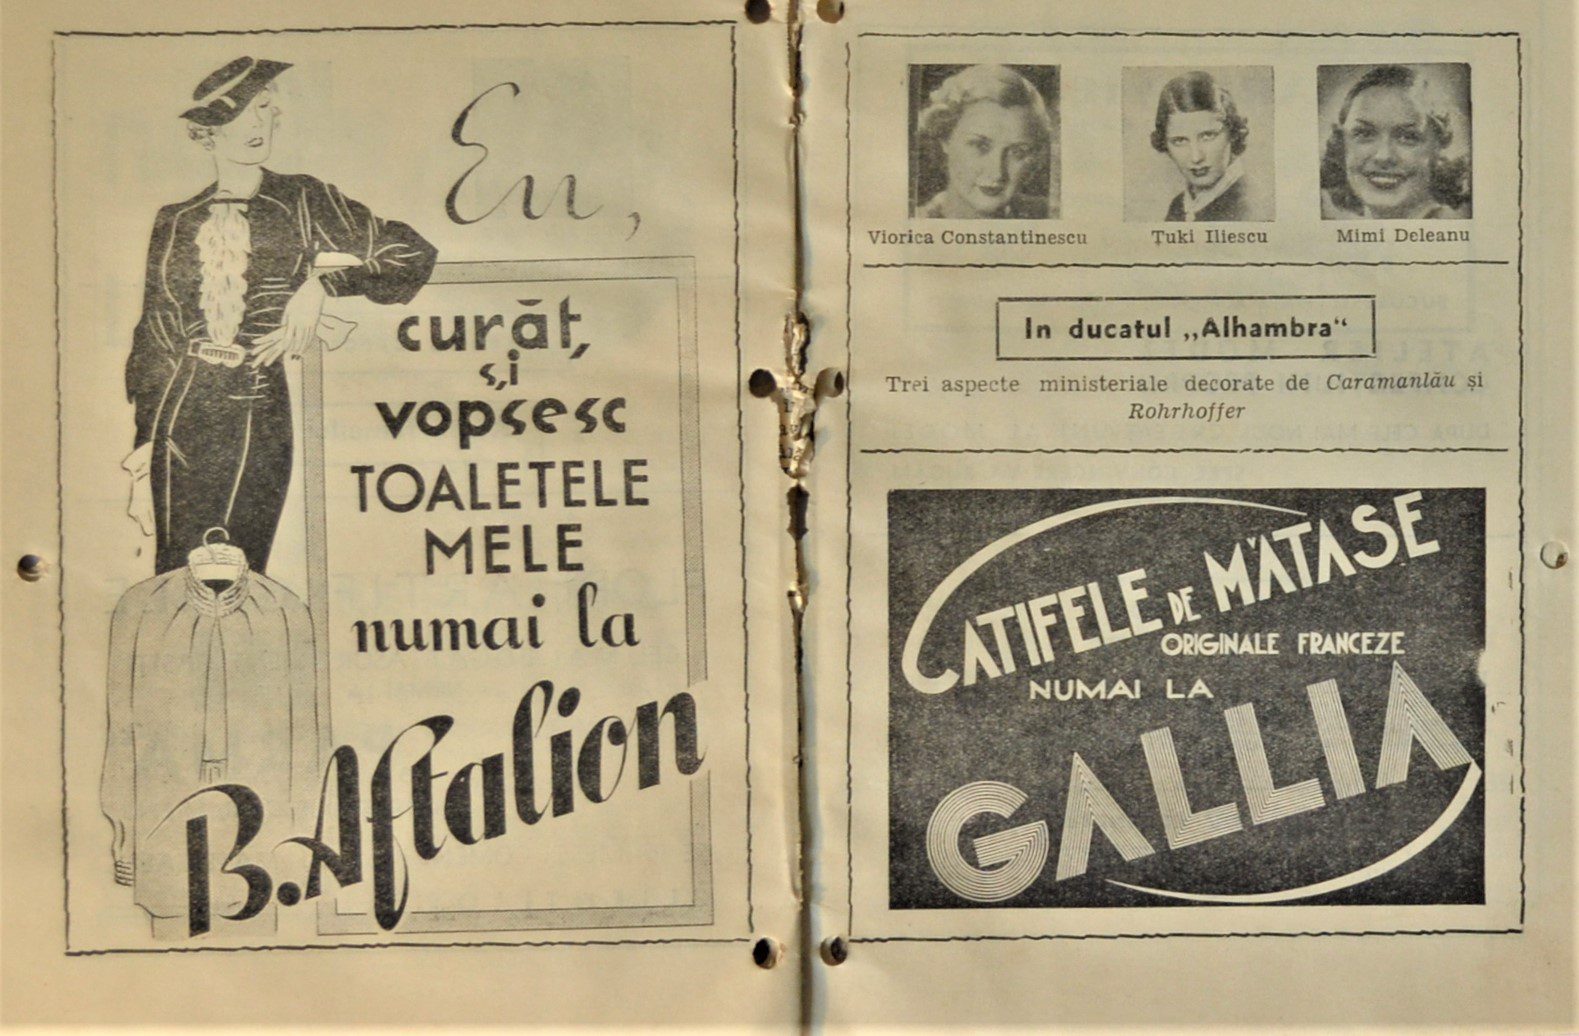 Eu,
curăt,
și
vopsesc
TOALETELE
MELE
numai la
B. Aftalion
Viorica Constantinescu
Țuki Iliescu
Mimi Deleanu
In ducatul „Alhambra“
Trei aspecte ministeriale decorate de Caramanlău și
Rohrhoffer
CATIFELE DE MĂTASE
ORIGINALE FRANCEZE
NUMAI LA
GALLIA